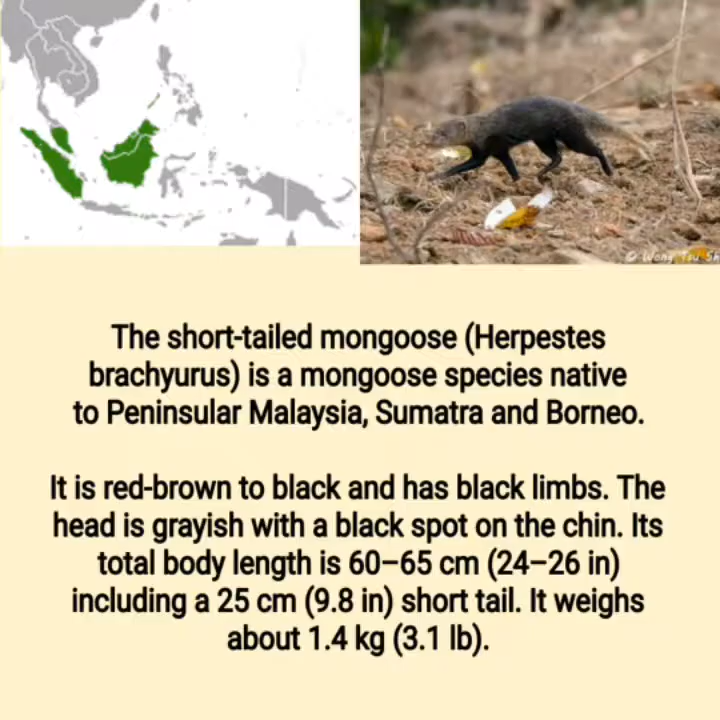 © Wong Tsu Sh
The short-tailed mongoose (Herpestes
brachyurus) is a mongoose species native
to Peninsular Malaysia, Sumatra and Borneo.
It is red-brown to black and has black limbs. The
head is grayish with a black spot on the chin. Its
total body length is 60–65 cm (24–26 in)
including a 25 cm (9.8 in) short tail. It weighs
about 1.4 kg (3.1 lb).